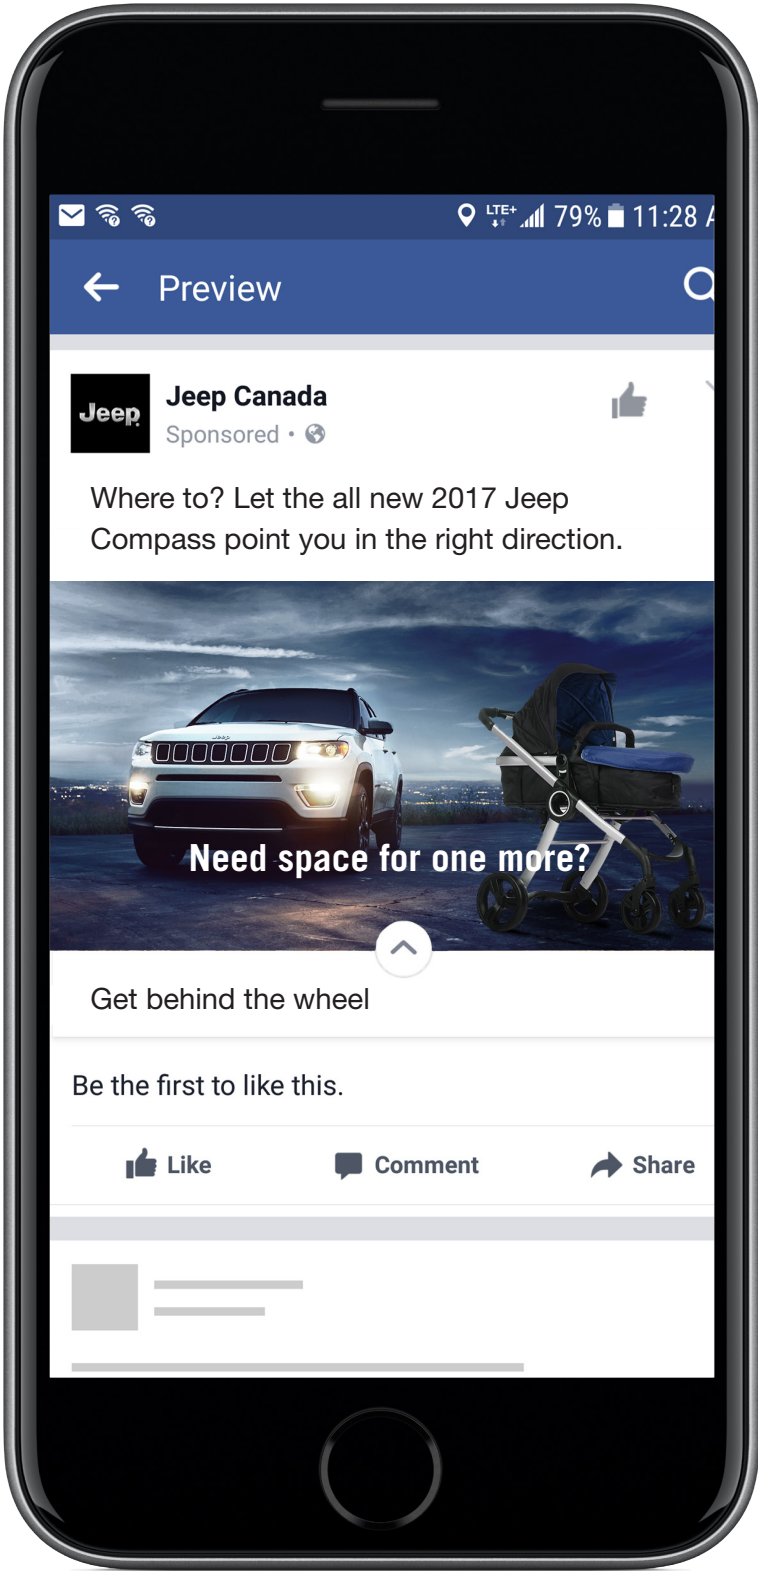 LTE+ 79% 11:28 A
Preview
Jeep
Jeep Canada
Sponsored •
Where to? Let the all new 2017 Jeep
Compass point you in the right direction.
Jeep
Need space for one more?
Get behind the wheel
Be the first to like this.
Like Comment Share